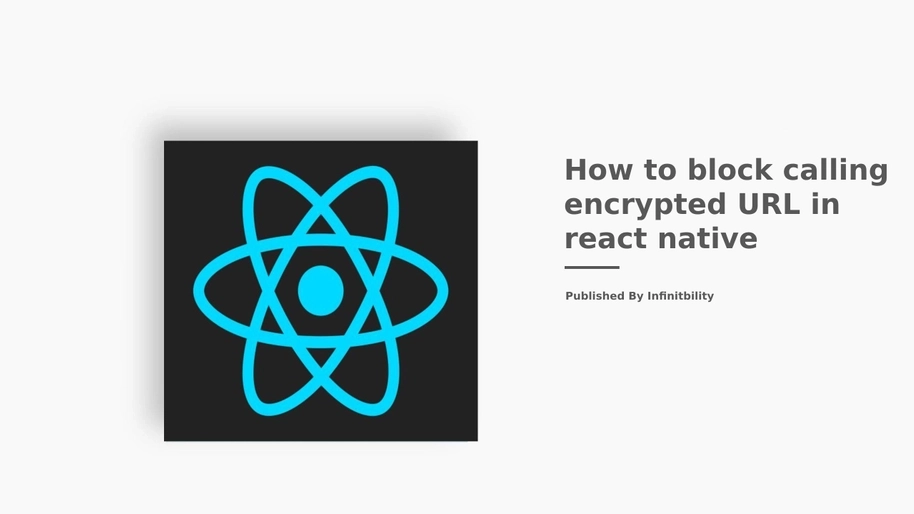 How to block calling
encrypted URL in
react native
Published By Infinitbility